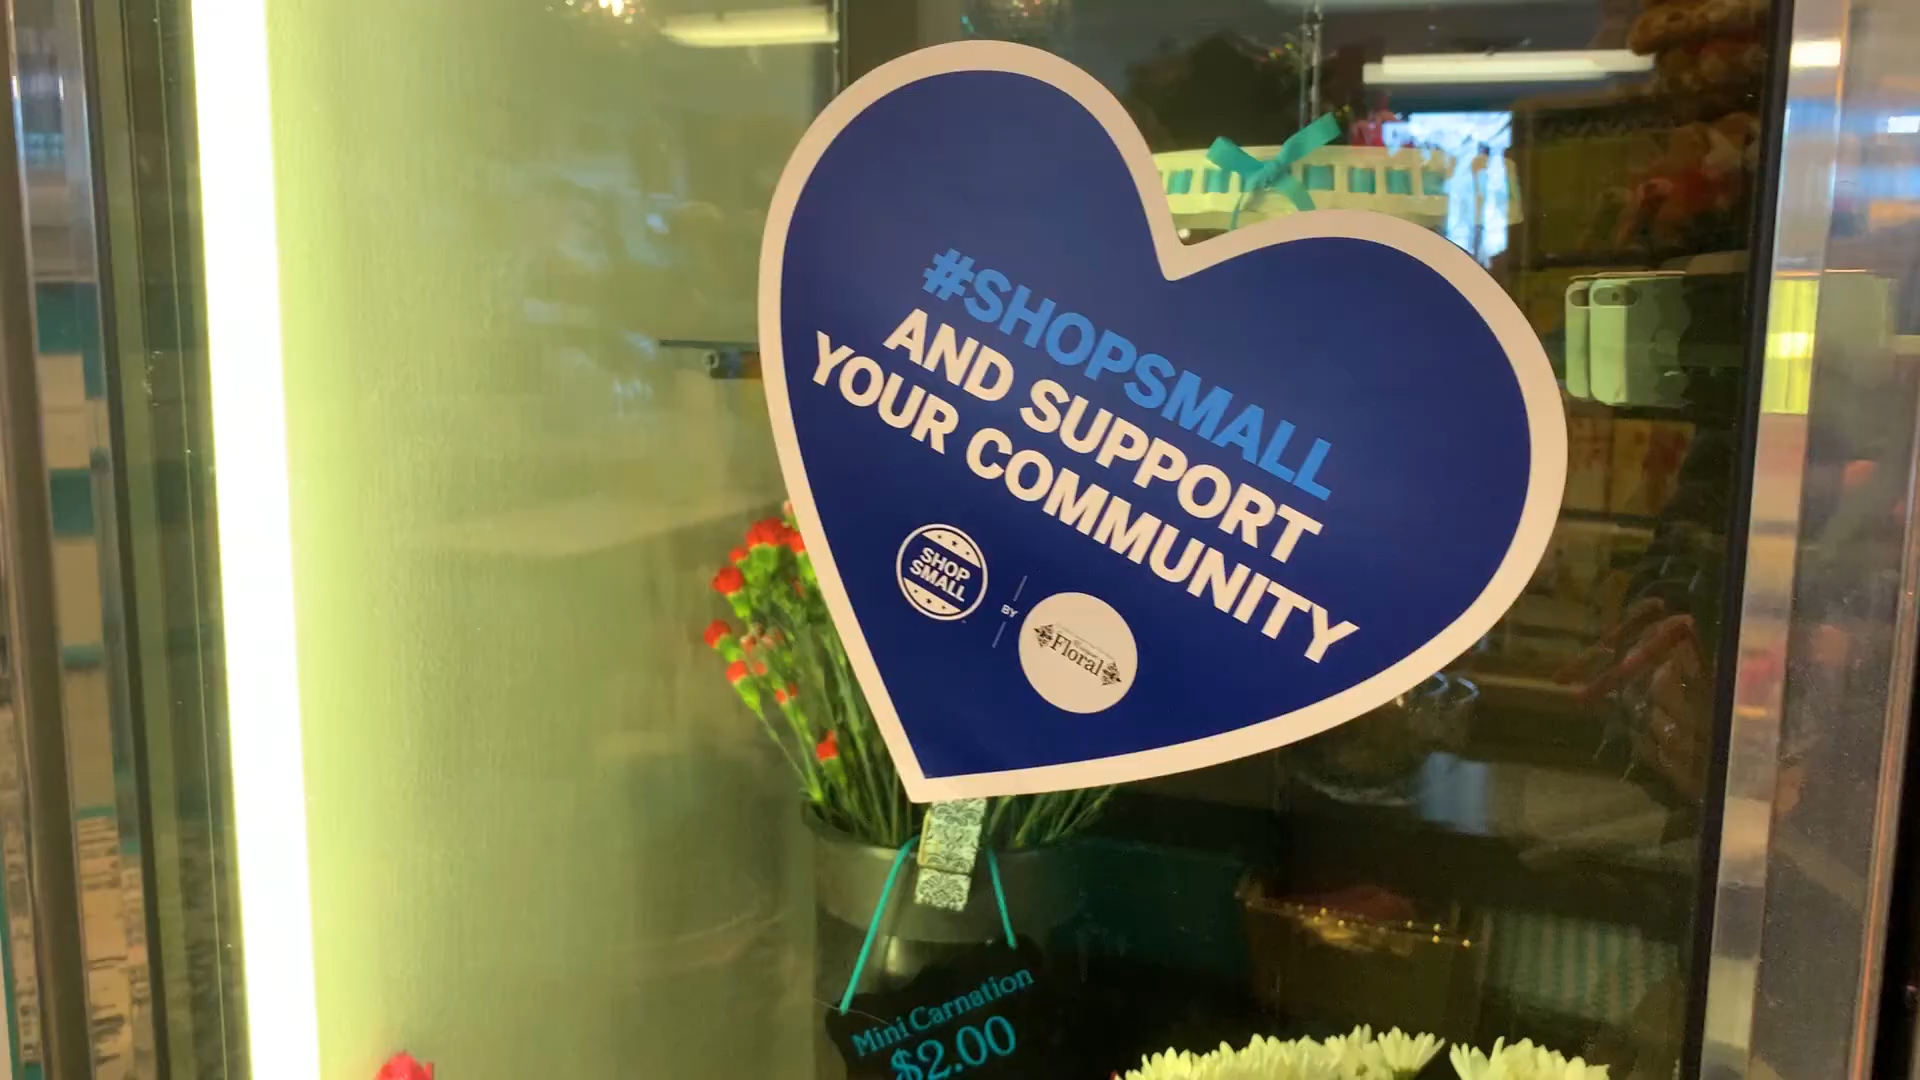 #SHOPSMALL
AND SUPPORT
YOUR COMMUNITY
SHOP
SMALL
BY
Floral
Mini Carnation
$2.00